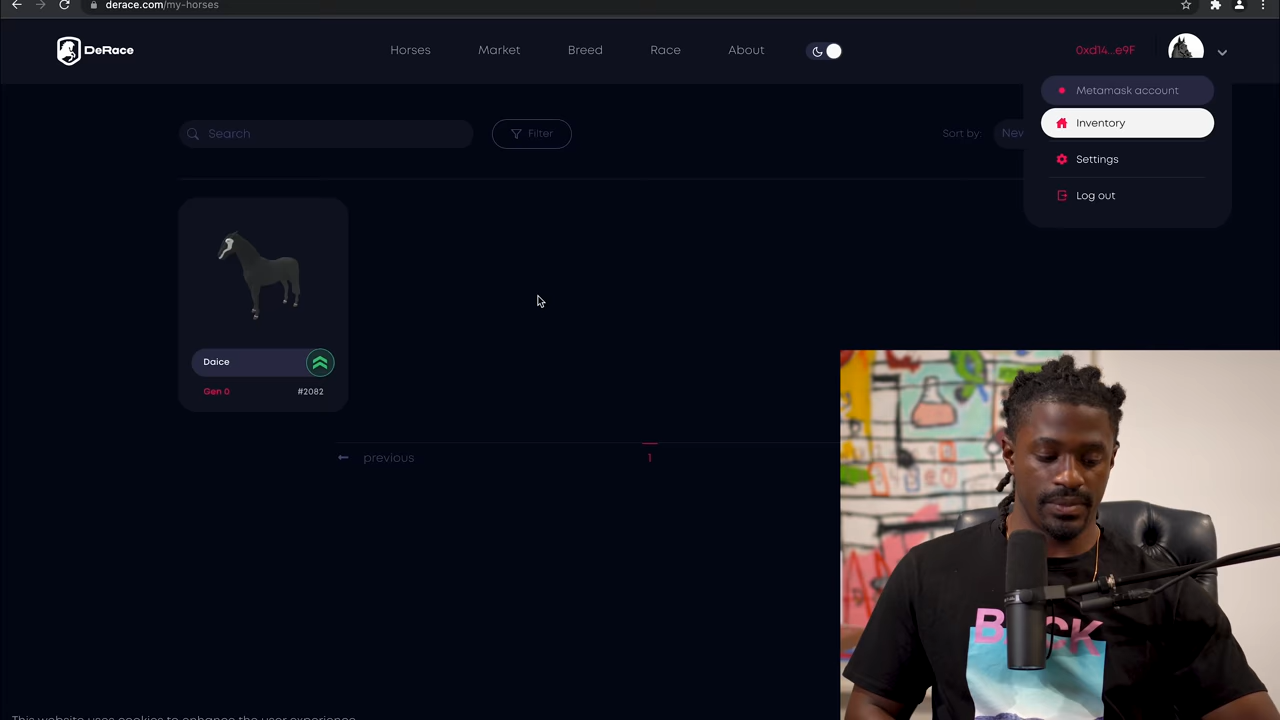 derace.com/my-horses
DeRace
Horses
Market
Breed
Race
About
0xd14...e9F
Metamask account
Inventory
Settings
Log out
Search
Filter
Sort by:
Daice
Gen 0
#2082
previous
1
This website uses cookies to enhance the user experience